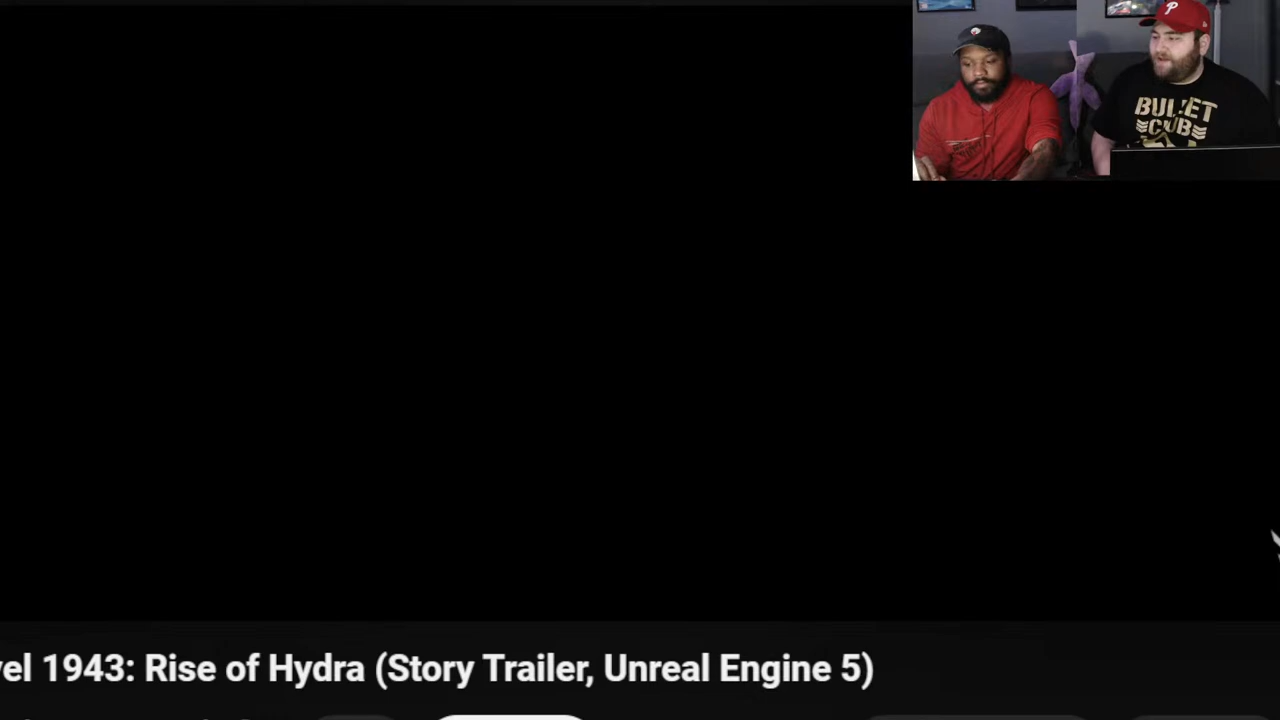 P
BULLET
CLUB
vel 1943: Rise of Hydra (Story Trailer, Unreal Engine 5)